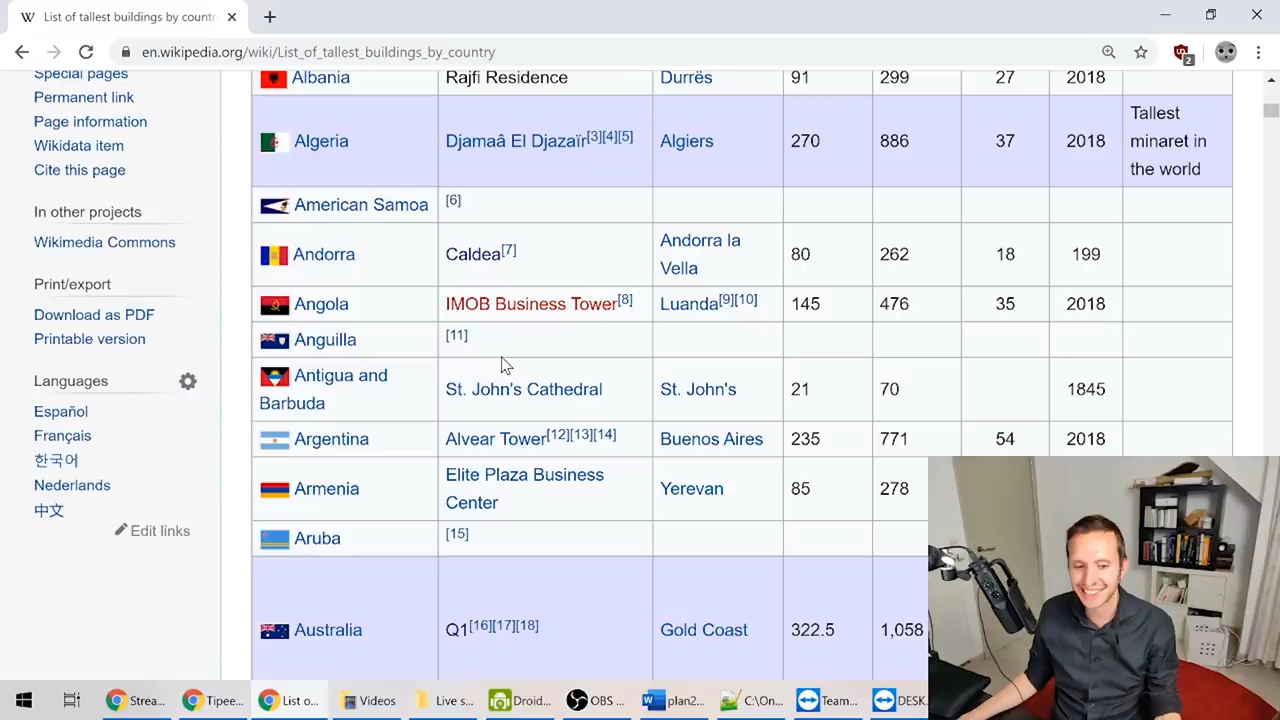 List of tallest buildings by countr
en.wikipedia.org/wiki/List_of_tallest_buildings_by_country
2
Special pages
Permanent link
Page information
Wikidata item
Cite this page
In other projects
Wikimedia Commons
Print/export
Download as PDF
Printable version
Languages
Español
Français
한국어
Nederlands
中文
Edit links
Albania Rajfi Residence Durrës 91 299 27 2018
Algeria Djamaâ El Djazaïr[3][4][5] Algiers 270 886 37 2018 Tallest
minaret in
the world
American Samoa [6]
Andorra Caldea[7] Andorra la
Vella 80 262 18 199
Angola IMOB Business Tower[8] Luanda[9][10] 145 476 35 2018
Anguilla [11]
Antigua and
Barbuda St. John's Cathedral St. John's 21 70 1845
Argentina Alvear Tower[12][13][14] Buenos Aires 235 771 54 2018
Armenia Elite Plaza Business
Center Yerevan 85 278
Aruba [15]
Australia Q1[16][17][18] Gold Coast 322.5 1,058
Strea... Tipee... List o... Videos Live s... Droid... OBS ... plan2... C:\On... Team... DESK